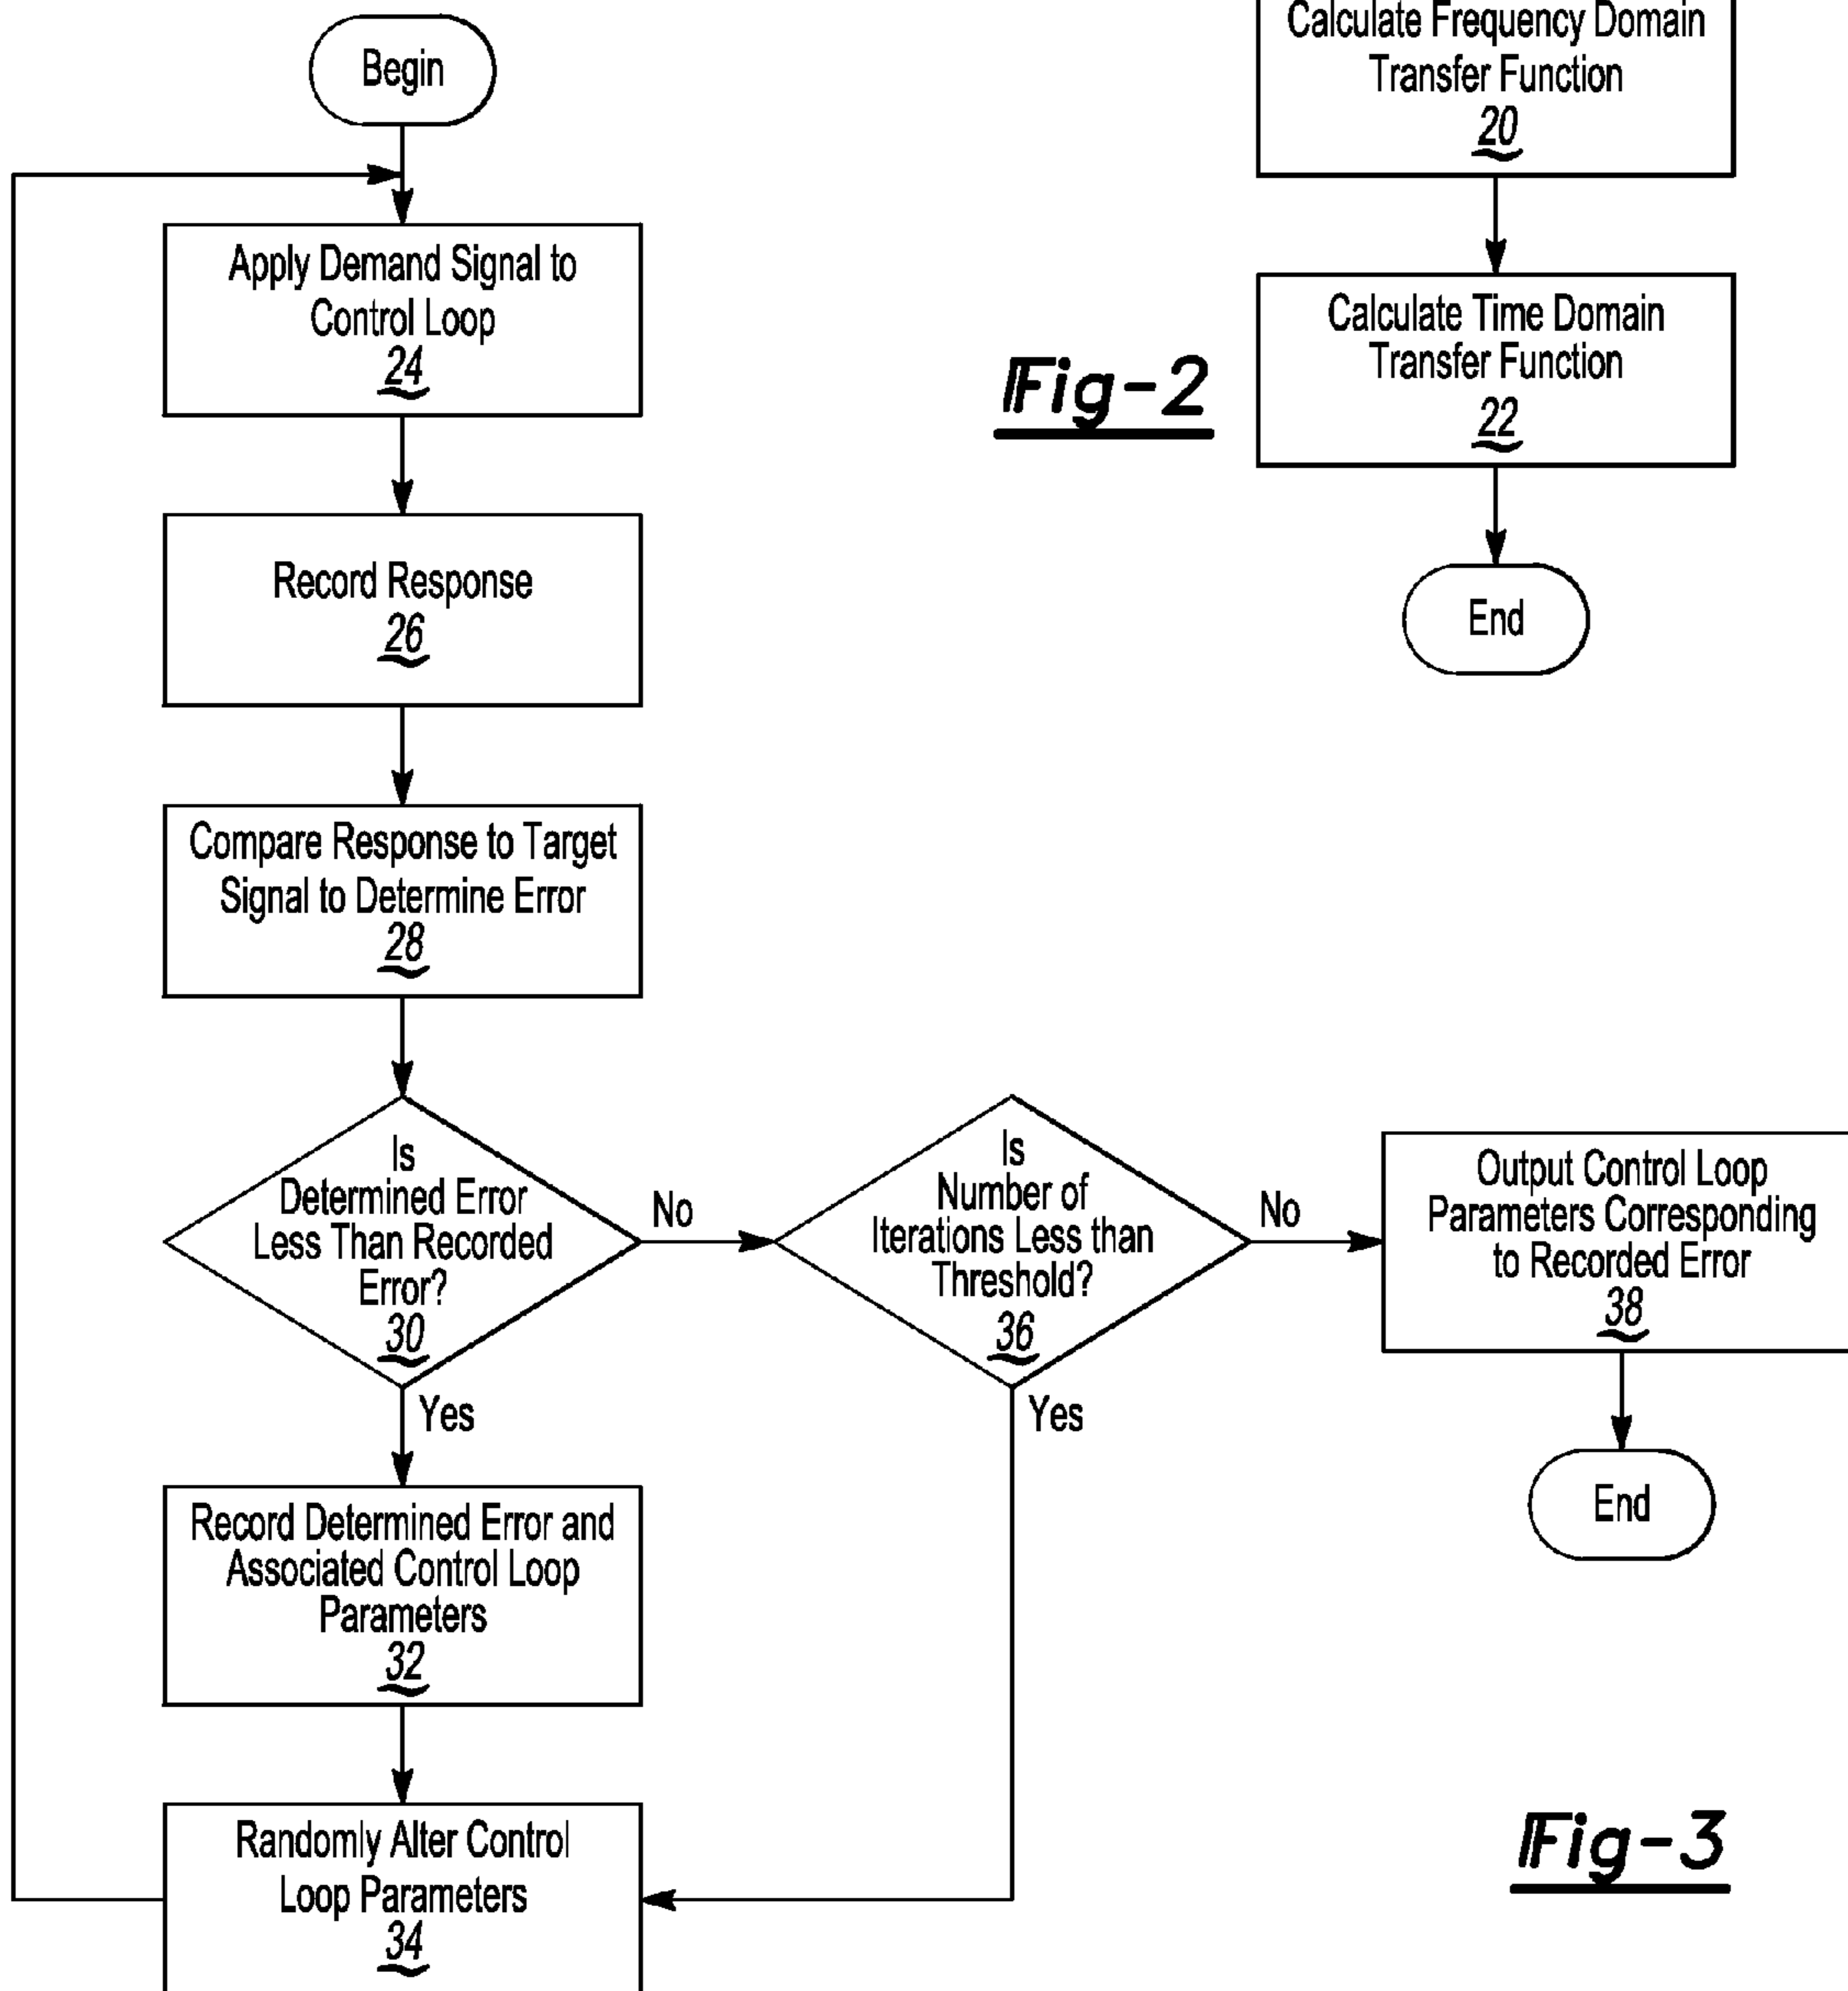 Begin
Apply Demand Signal to
Control Loop
24
Record Response
26
Compare Response to Target
Signal to Determine Error
28
Is
Determined Error
Less Than Recorded
Error?
30
No
Yes
Record Determined Error and
Associated Control Loop
Parameters
32
Randomly Alter Control
Loop Parameters
34
Is
Number of
Iterations Less than
Threshold?
36
No
Yes
Output Control Loop
Parameters Corresponding
to Recorded Error
38
End
Fig-3
Calculate Frequency Domain
Transfer Function
20
Calculate Time Domain
Transfer Function
22
End
Fig-2